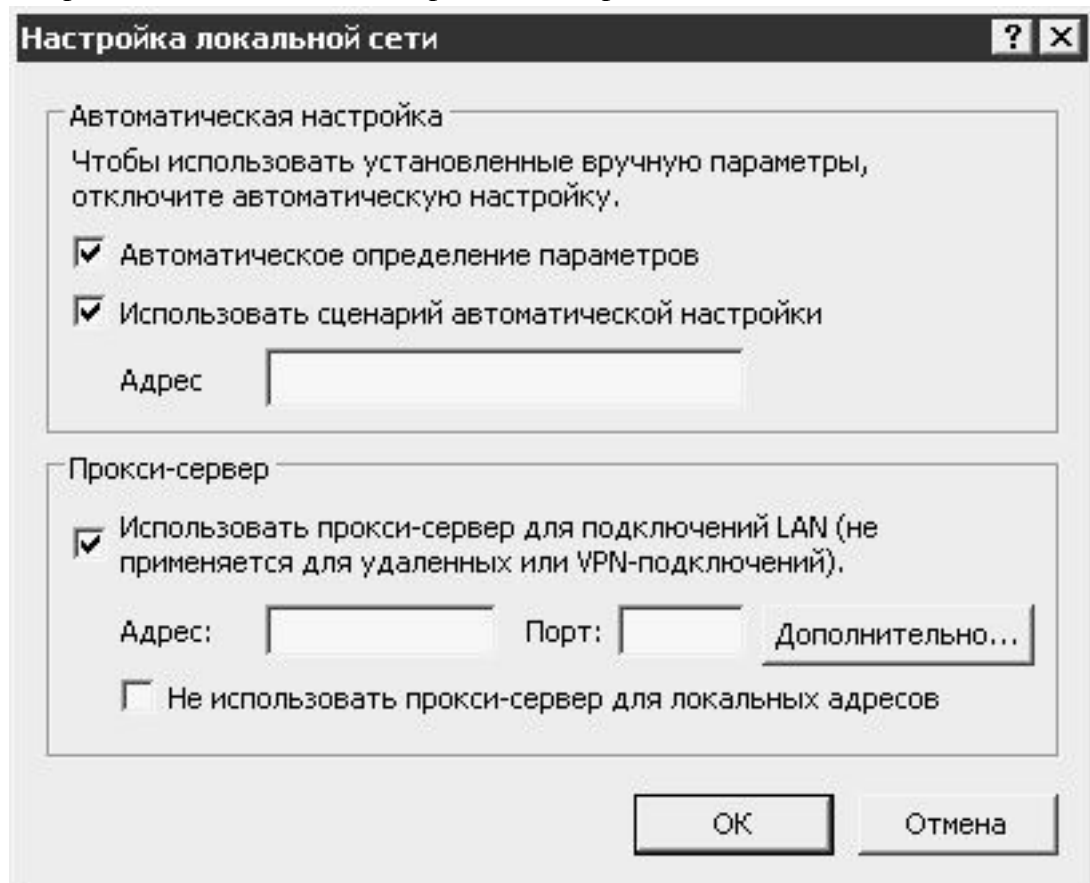 Настройка локальной сети
Автоматическая настройка
Чтобы использовать установленные вручную параметры,
отключите автоматическую настройку.
Автоматическое определение параметров
Использовать сценарий автоматической настройки
Адрес
Прокси-сервер
Использовать прокси-сервер для подключений LAN (не
применяется для удаленных или VPN-подключений).
Адрес: Порт: Дополнительно...
Не использовать прокси-сервер для локальных адресов
ОК Отмена